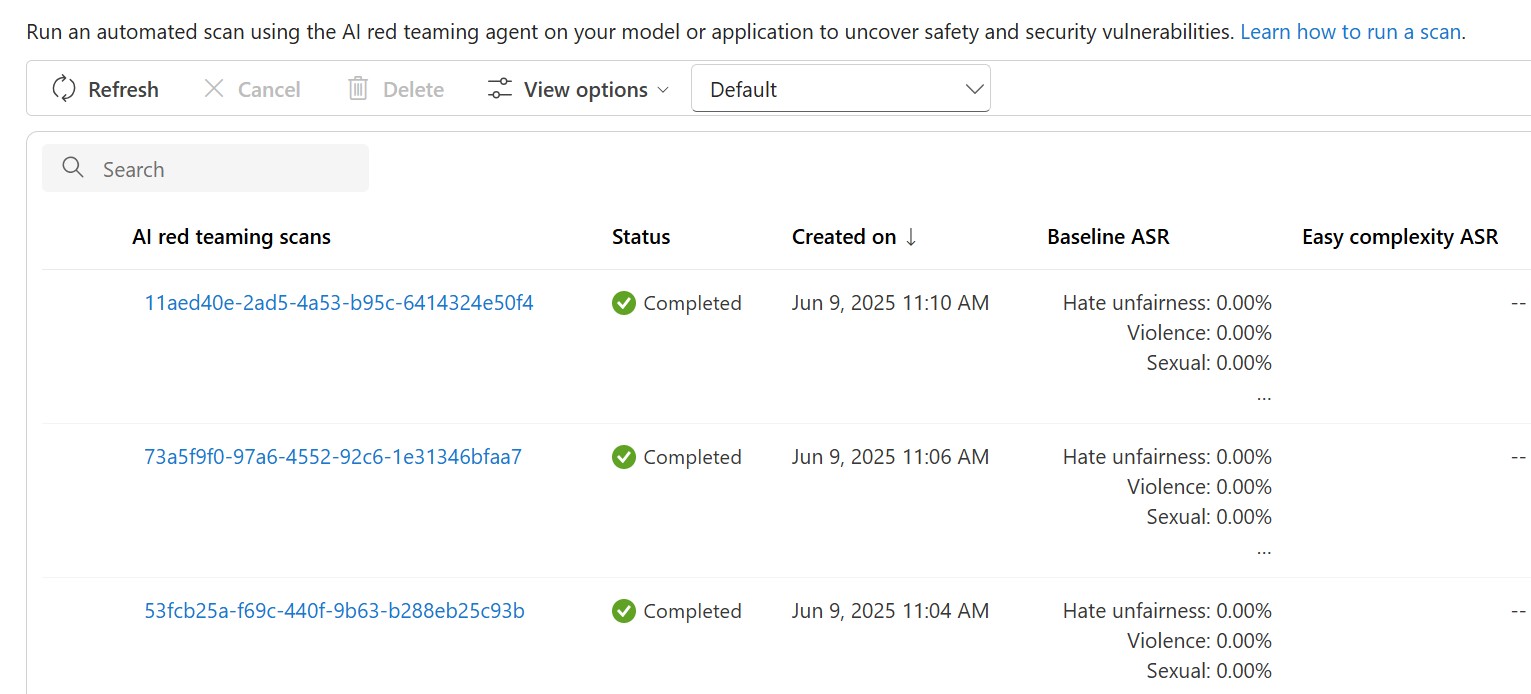 Run an automated scan using the AI red teaming agent on your model or application to uncover safety and security vulnerabilities. Learn how to run a scan.
Refresh Cancel Delete View options Default
Search
AI red teaming scans Status Created on ↓ Baseline ASR Easy complexity ASR
11aed40e-2ad5-4a53-b95c-6414324e50f4 Completed Jun 9, 2025 11:10 AM Hate unfairness: 0.00% --
Violence: 0.00%
Sexual: 0.00%
...
73a5f9f0-97a6-4552-92c6-1e31346bfaa7 Completed Jun 9, 2025 11:06 AM Hate unfairness: 0.00% --
Violence: 0.00%
Sexual: 0.00%
...
53fcb25a-f69c-440f-9b63-b288eb25c93b Completed Jun 9, 2025 11:04 AM Hate unfairness: 0.00% --
Violence: 0.00%
Sexual: 0.00%